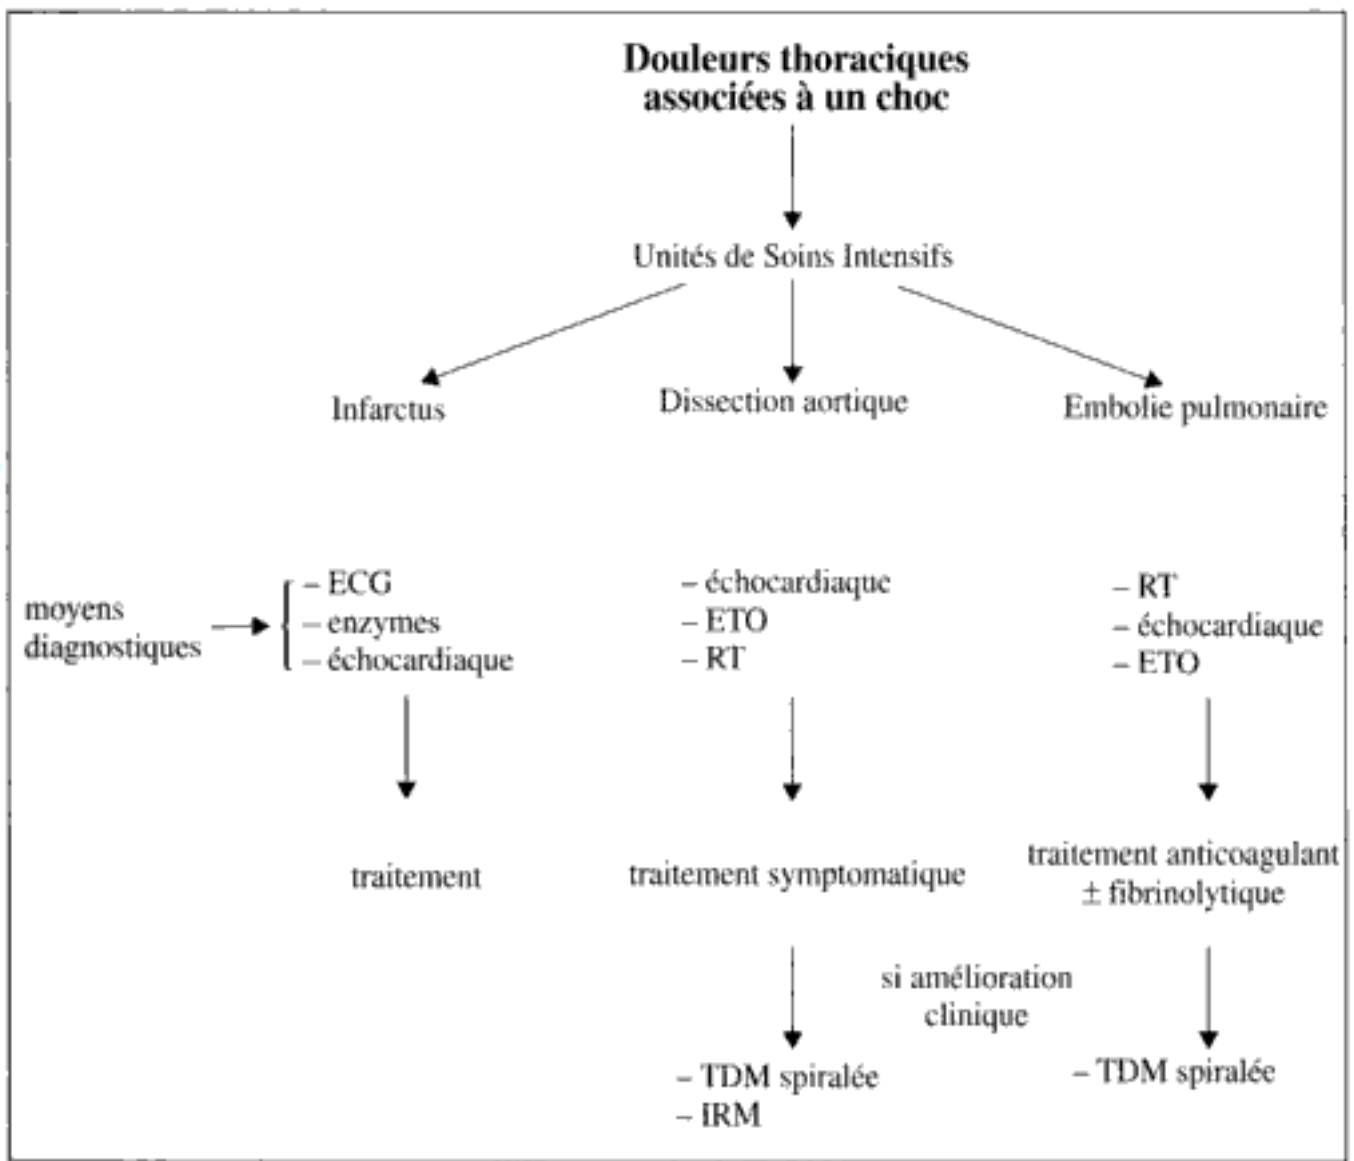 Douleurs thoraciques
associées à un choc
Unités de Soins Intensifs
Infarctus
Dissection aortique
Embolie pulmonaire
moyens
diagnostiques
– ECG
– enzymes
– échocardiaque
– échocardiaque
– ETO
– RT
– RT
– échocardiaque
– ETO
traitement
traitement symptomatique
traitement anticoagulant
± fibrinolytique
si amélioration
clinique
– TDM spiralée
– IRM
– TDM spiralée